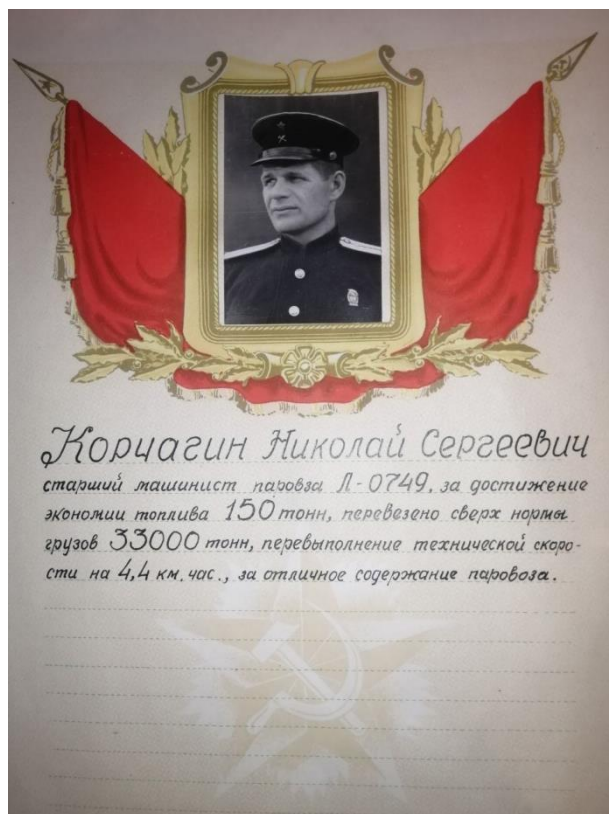 Корчагин Николай Сергеевич
старший машинист паровза Л-0749, за достижение
экономии топлива 150 тонн, перевезено сверх нормы
грузов 33000 тонн, перевыполнение технической скоро-
сти на 4,4 км. час., за отличное содержание паровоза.